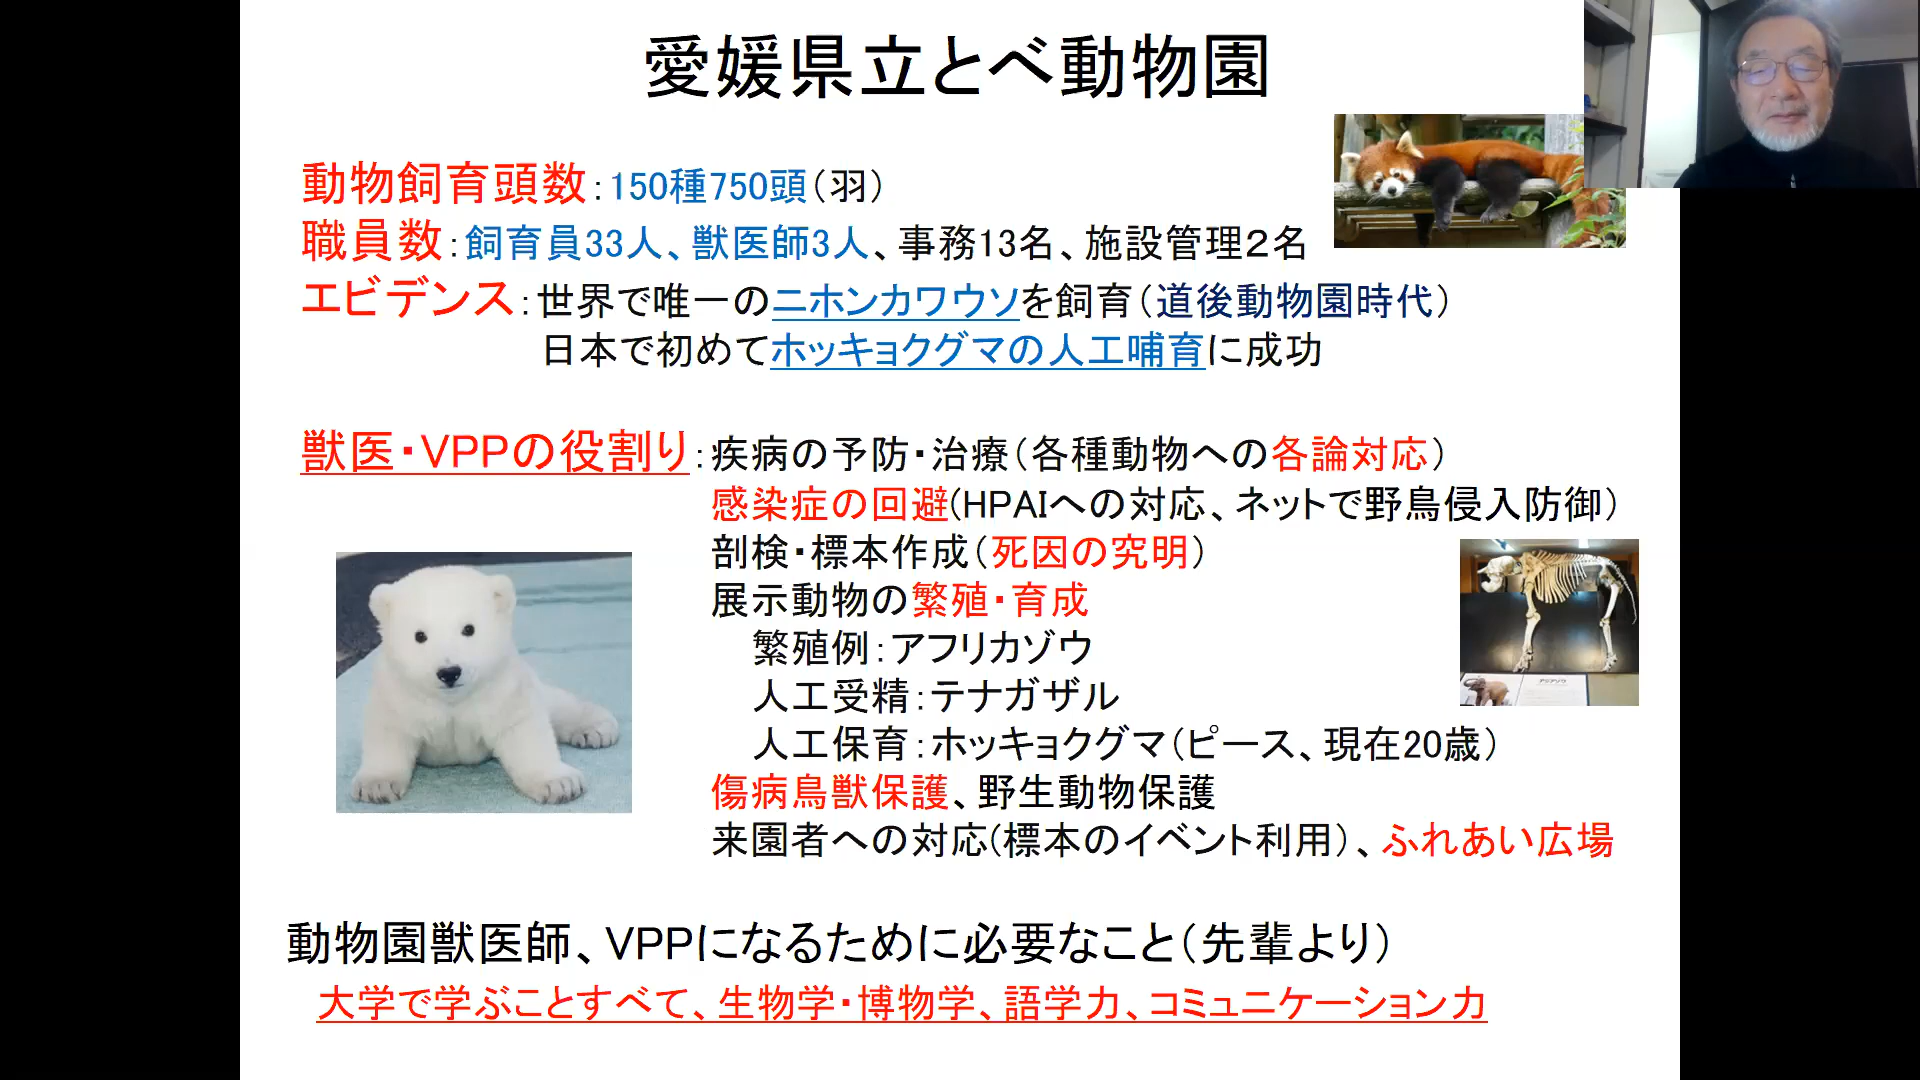 愛媛県立とべ動物園
動物飼育頭数：150種750頭（羽）
職員数：飼育員33人、獣医師3人、事務13名、施設管理２名
エビデンス：世界で唯一のニホンカワウソを飼育（道後動物園時代）
日本で初めてホッキョクグマの人工哺育に成功
獣医・VPPの役割り：疾病の予防・治療（各種動物への各論対応）
感染症の回避(HPAIへの対応、ネットで野鳥侵入防御）
剖検・標本作成（死因の究明）
展示動物の繁殖・育成
繁殖例：アフリカゾウ
人工受精：テナガザル
人工保育：ホッキョクグマ（ピース、現在20歳）
傷病鳥獣保護、野生動物保護
来園者への対応(標本のイベント利用）、ふれあい広場
アジアゾウ
動物園獣医師、VPPになるために必要なこと（先輩より）
大学で学ぶことすべて、生物学・博物学、語学力、コミュニケーション力